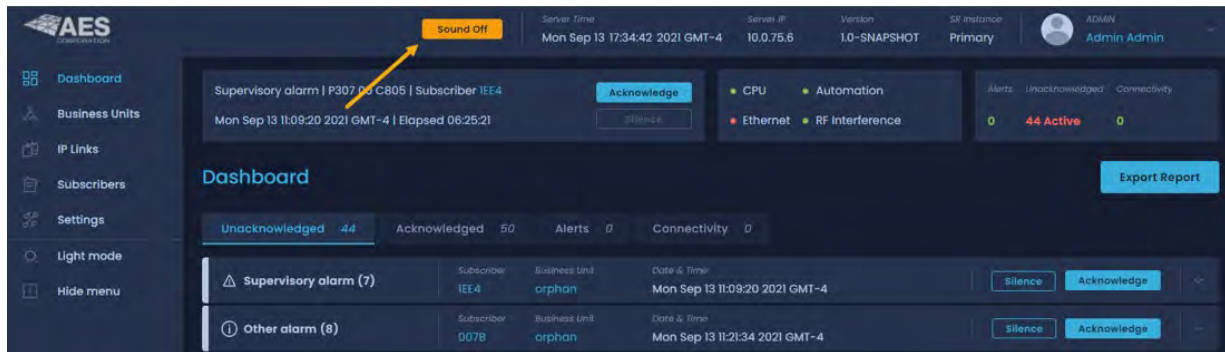 AES
CORPORATION
Sound Off
Server Time
Mon Sep 13 17:34:42 2021 GMT-4
Server IP
10.0.75.6
Version
1.0-SNAPSHOT
SR Instance
Primary
ADMIN
Admin Admin
Dashboard
Business Units
IP Links
Subscribers
Settings
Light mode
Hide menu
Supervisory alarm | P307 00 C805 | Subscriber 1EE4
Mon Sep 13 11:09:20 2021 GMT-4 | Elapsed 06:25:21
Acknowledge
Silence
CPU
Automation
Ethernet
RF Interference
Alerts Unacknowledged Connectivity
0 44 Active 0
Dashboard
Export Report
Unacknowledged 44 Acknowledged 50 Alerts 0 Connectivity 0
Supervisory alarm (7)
Subscriber
1EE4
Business Unit
orphan
Date & Time
Mon Sep 13 11:09:20 2021 GMT-4
Silence
Acknowledge
Other alarm (8)
Subscriber
007B
Business Unit
orphan
Date & Time
Mon Sep 13 11:21:34 2021 GMT-4
Silence
Acknowledge